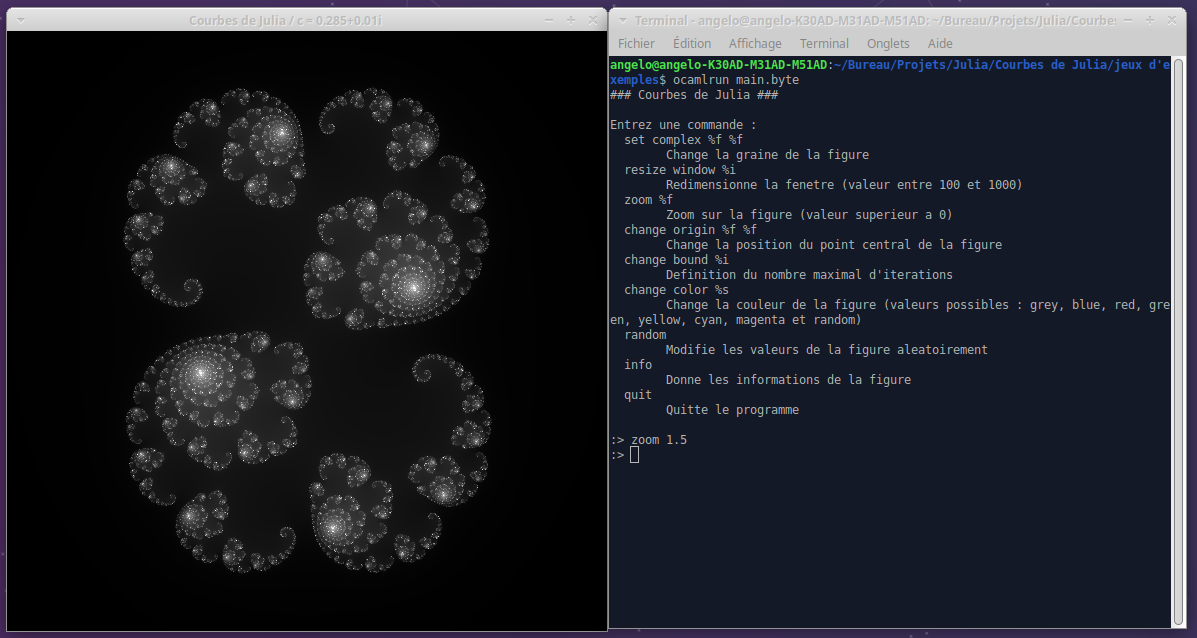 Courbes de Julia / c = 0.285+0.01i
Terminal - angelo@angelo-K30AD-M31AD-M51AD: ~/Bureau/Projets/Julia/Courbes
Fichier Édition Affichage Terminal Onglets Aide
angelo@angelo-K30AD-M31AD-M51AD:~/Bureau/Projets/Julia/Courbes de Julia/jeux d'e
xemples$ ocamlrun main.byte
### Courbes de Julia ###
Entrez une commande :
set complex %f %f
Change la graine de la figure
resize window %i
Redimensionne la fenetre (valeur entre 100 et 1000)
zoom %f
Zoom sur la figure (valeur superieur a 0)
change origin %f %f
Change la position du point central de la figure
change bound %i
Definition du nombre maximal d'iterations
change color %s
Change la couleur de la figure (valeurs possibles : grey, blue, red, gre
en, yellow, cyan, magenta et random)
random
Modifie les valeurs de la figure aleatoirement
info
Donne les informations de la figure
quit
Quitte le programme
:> zoom 1.5
:>